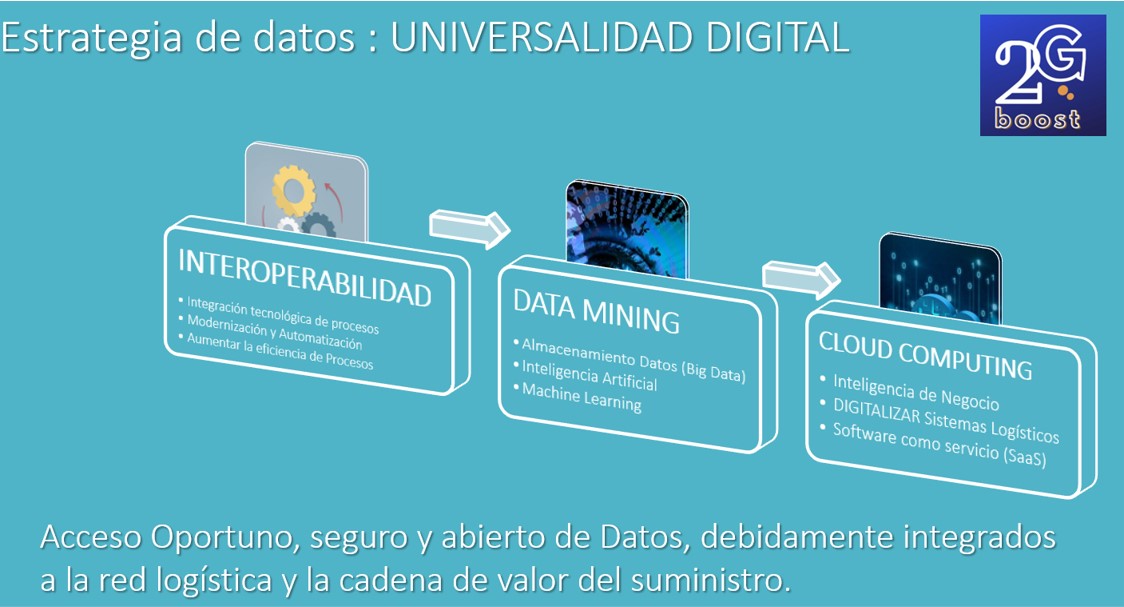 Estrategia de datos : UNIVERSALIDAD DIGITAL
2G
boost
INTEROPERABILIDAD
• Integración tecnológica de procesos
• Modernización y Automatización
• Aumentar la eficiencia de Procesos
DATA MINING
• Almacenamiento Datos (Big Data)
• Inteligencia Artificial
• Machine Learning
CLOUD COMPUTING
• Inteligencia de Negocio
• DIGITALIZAR Sistemas Logísticos
• Software como servicio (SaaS)
Acceso Oportuno, seguro y abierto de Datos, debidamente integrados
a la red logística y la cadena de valor del suministro.